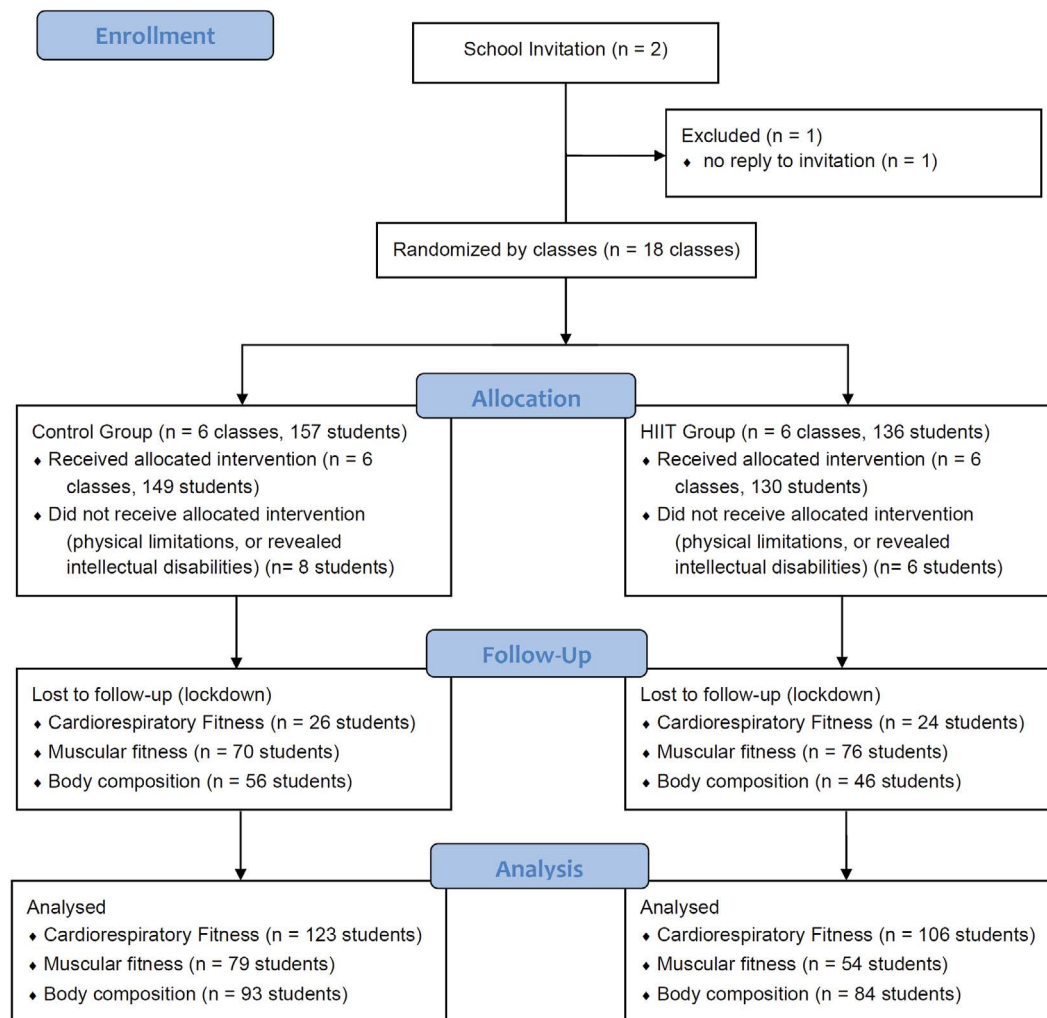 Enrollment
School Invitation (n = 2)
Excluded (n = 1)
♦ no reply to invitation (n = 1)
Randomized by classes (n = 18 classes)
Allocation
Control Group (n = 6 classes, 157 students)
♦ Received allocated intervention (n = 6
classes, 149 students)
♦ Did not receive allocated intervention
(physical limitations, or revealed
intellectual disabilities) (n= 8 students)
HIIT Group (n = 6 classes, 136 students)
♦ Received allocated intervention (n = 6
classes, 130 students)
♦ Did not receive allocated intervention
(physical limitations, or revealed
intellectual disabilities) (n= 6 students)
Follow-Up
Lost to follow-up (lockdown)
♦ Cardiorespiratory Fitness (n = 26 students)
♦ Muscular fitness (n = 70 students)
♦ Body composition (n = 56 students)
Lost to follow-up (lockdown)
♦ Cardiorespiratory Fitness (n = 24 students)
♦ Muscular fitness (n = 76 students)
♦ Body composition (n = 46 students)
Analysis
Analysed
♦ Cardiorespiratory Fitness (n = 123 students)
♦ Muscular fitness (n = 79 students)
♦ Body composition (n = 93 students)
Analysed
♦ Cardiorespiratory Fitness (n = 106 students)
♦ Muscular fitness (n = 54 students)
♦ Body composition (n = 84 students)